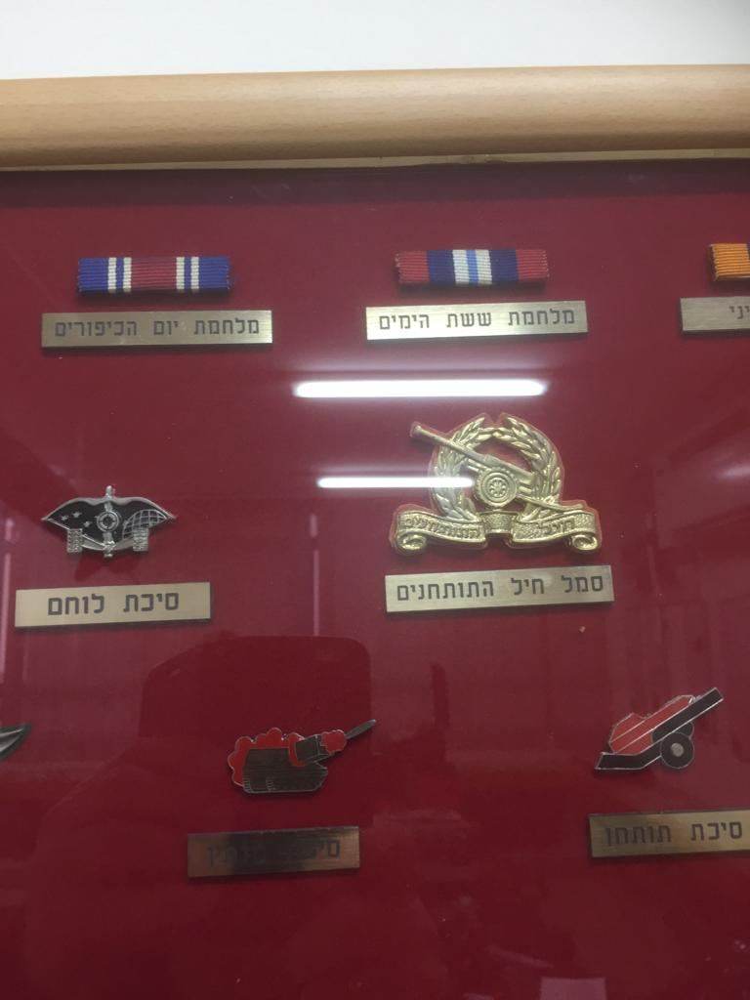 מלחמת ששת הימים
מלחמת יום הכיפורים
סמל חיל התותחנים
סיכת לוחם
סיכת תותחן